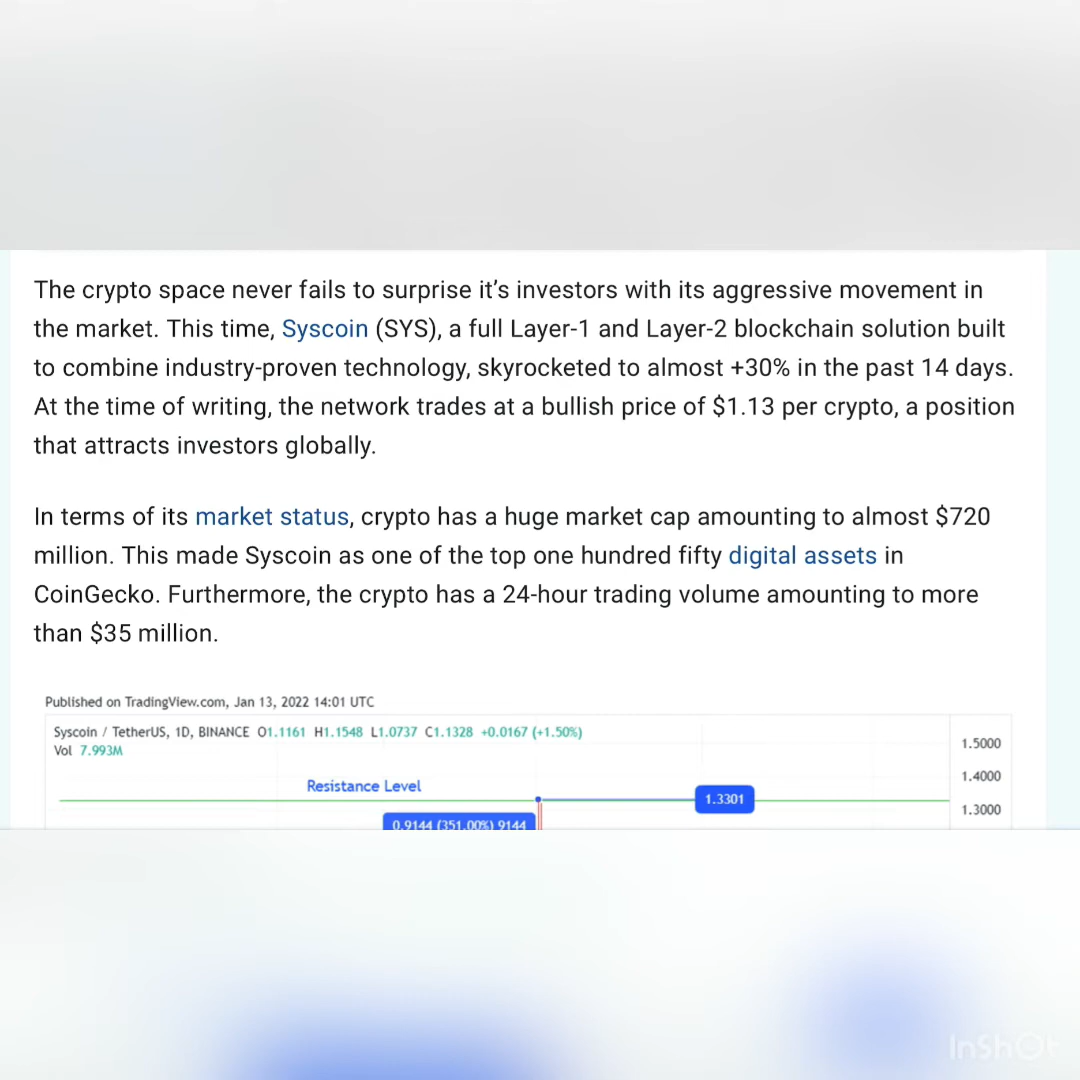 The crypto space never fails to surprise it’s investors with its aggressive movement in
the market. This time, Syscoin (SYS), a full Layer-1 and Layer-2 blockchain solution built
to combine industry-proven technology, skyrocketed to almost +30% in the past 14 days.
At the time of writing, the network trades at a bullish price of $1.13 per crypto, a position
that attracts investors globally.
In terms of its market status, crypto has a huge market cap amounting to almost $720
million. This made Syscoin as one of the top one hundred fifty digital assets in
CoinGecko. Furthermore, the crypto has a 24-hour trading volume amounting to more
than $35 million.
Published on TradingView.com, Jan 13, 2022 14:01 UTC
Syscoin / TetherUS, 1D, BINANCE O1.1161 H1.1548 L1.0737 C1.1328 +0.0167 (+1.50%)
Vol 7.993M
1.5000
1.4000
Resistance Level
1.3301
1.3000
0.9144 (351.00%) 9144
InShOt